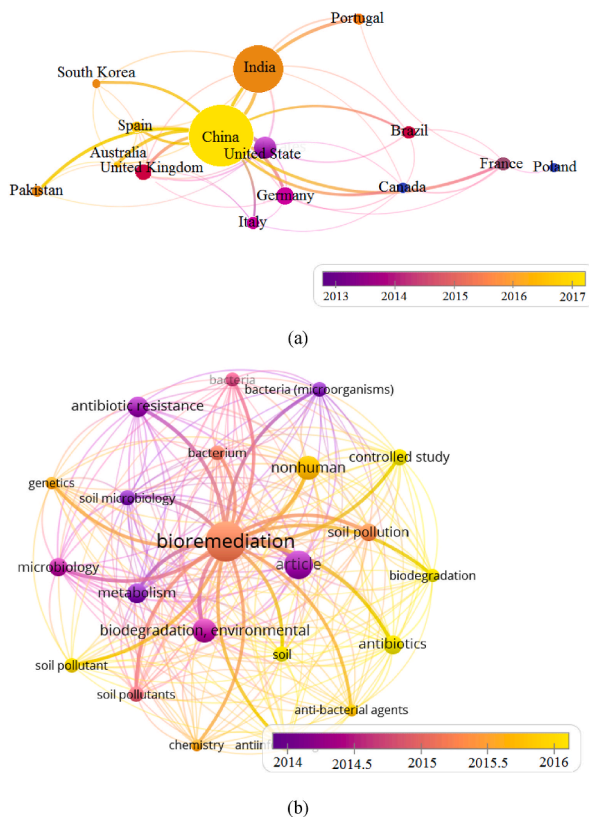 Portugal
India
South Korea
Spain
China
Brazil
Australia
United State
United Kingdom
France
Poland
Pakistan
Canada
Germany
Italy
2013 2014 2015 2016 2017
(a)
bacteria
bacteria (microorganisms)
antibiotic resistance
bacterium
controlled study
nonhuman
genetics
soil microbiology
soil pollution
bioremediation
article
microbiology
biodegradation
metabolism
biodegradation, environmental
antibiotics
soil
soil pollutant
soil pollutants
anti-bacterial agents
chemistry
2014 2014.5 2015 2015.5 2016
(b)